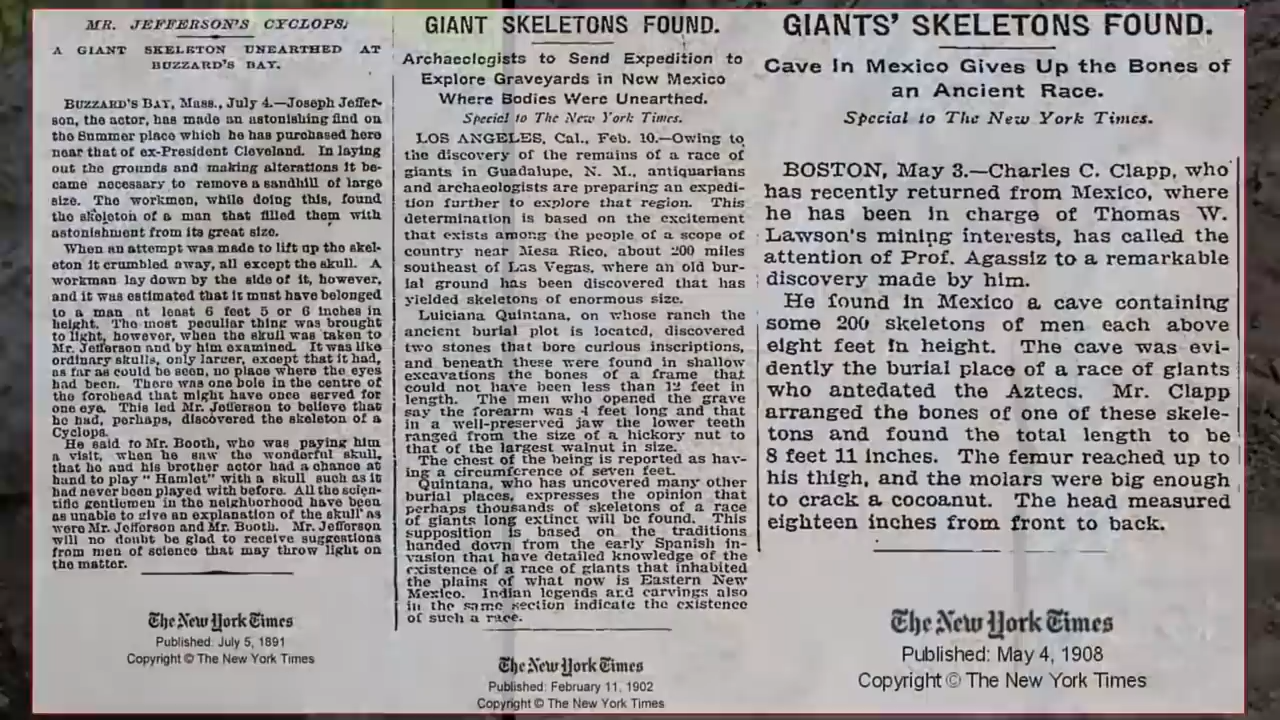 MR. JEFFERSON'S CYCLOPS.
A GIANT SKELETON UNEARTHED AT
BUZZARD'S BAY.
BUZZARD'S BAY, Mass., July 4.—Joseph Jeffer-
son, the actor, has made an astonishing find on
the Summer place which he has purchased here
near that of ex-President Cleveland. In laying
out the grounds and making alterations it be-
came necessary to remove a sandhill of large
size. The workmen, while doing this, found
the skeleton of a man that filled them with
astonishment from its great size.
When an attempt was made to lift up the skel-
eton it crumbled away, all except the skull. A
workman lay down by the side of it, however,
and it was estimated that it must have belonged
to a man at least 6 feet 5 or 6 inches in
height. The most peculiar thing was brought
to light, however, when the skull was taken to
Mr. Jefferson and by him examined. It was like
ordinary skulls, only larger, except that it had,
as far as could be seen, no place where the eyes
had been. There was one hole in the centre of
the forehead that might have once served for
one eye. This led Mr. Jefferson to believe that
he had, perhaps, discovered the skeleton of a
Cyclops.
He said to Mr. Booth, who was paying him
a visit, when he saw the wonderful skull,
that he and his brother actor had a chance at
hand to play "Hamlet" with a skull such as it
had never been played with before. All the scien-
tific gentlemen in the neighborhood have been
as unable to give an explanation of the skull as
were Mr. Jefferson and Mr. Booth. Mr. Jefferson
will no doubt be glad to receive suggestions
from men of science that may throw light on
the matter.
The New York Times
Published: July 5, 1891
Copyright © The New York Times
GIANT SKELETONS FOUND.
Archaeologists to Send Expedition to
Explore Graveyards in New Mexico
Where Bodies Were Unearthed.
Special to The New York Times.
LOS ANGELES, Cal., Feb. 10.—Owing to
the discovery of the remains of a race of
giants in Guadalupe, N. M., antiquarians
and archaeologists are preparing an expedi-
tion further to explore that region. This
determination is based on the excitement
that exists among the people of a scope of
country near Mesa Rico, about 200 miles
southeast of Las Vegas, where an old bur-
ial ground has been discovered that has
yielded skeletons of enormous size.
Luiciana Quintana, on whose ranch the
ancient burial plot is located, discovered
two stones that bore curious inscriptions,
and beneath these were found in shallow
excavations the bones of a frame that
could not have been less than 12 feet in
length. The men who opened the grave
say the forearm was 4 feet long and that
in a well-preserved jaw the lower teeth
ranged from the size of a hickory nut to
that of the largest walnut in size.
The chest of the being is reported as hav-
ing a circumference of seven feet.
Quintana, who has uncovered many other
burial places, expresses the opinion that
perhaps thousands of skeletons of a race
of giants long extinct will be found. This
supposition is based on the traditions
handed down from the early Spanish in-
vasion that have detailed knowledge of the
existence of a race of giants that inhabited
the plains of what now is Eastern New
Mexico. Indian legends and carvings also
in the same section indicate the existence
of such a race.
The New York Times
Published: February 11, 1902
Copyright © The New York Times
GIANTS' SKELETONS FOUND.
Cave in Mexico Gives Up the Bones of
an Ancient Race.
Special to The New York Times.
BOSTON, May 3.—Charles C. Clapp, who
has recently returned from Mexico, where
he has been in charge of Thomas W.
Lawson's mining interests, has called the
attention of Prof. Agassiz to a remarkable
discovery made by him.
He found in Mexico a cave containing
some 200 skeletons of men each above
eight feet in height. The cave was evi-
dently the burial place of a race of giants
who antedated the Aztecs. Mr. Clapp
arranged the bones of one of these skele-
tons and found the total length to be
8 feet 11 inches. The femur reached up to
his thigh, and the molars were big enough
to crack a cocoanut. The head measured
eighteen inches from front to back.
The New York Times
Published: May 4, 1908
Copyright © The New York Times